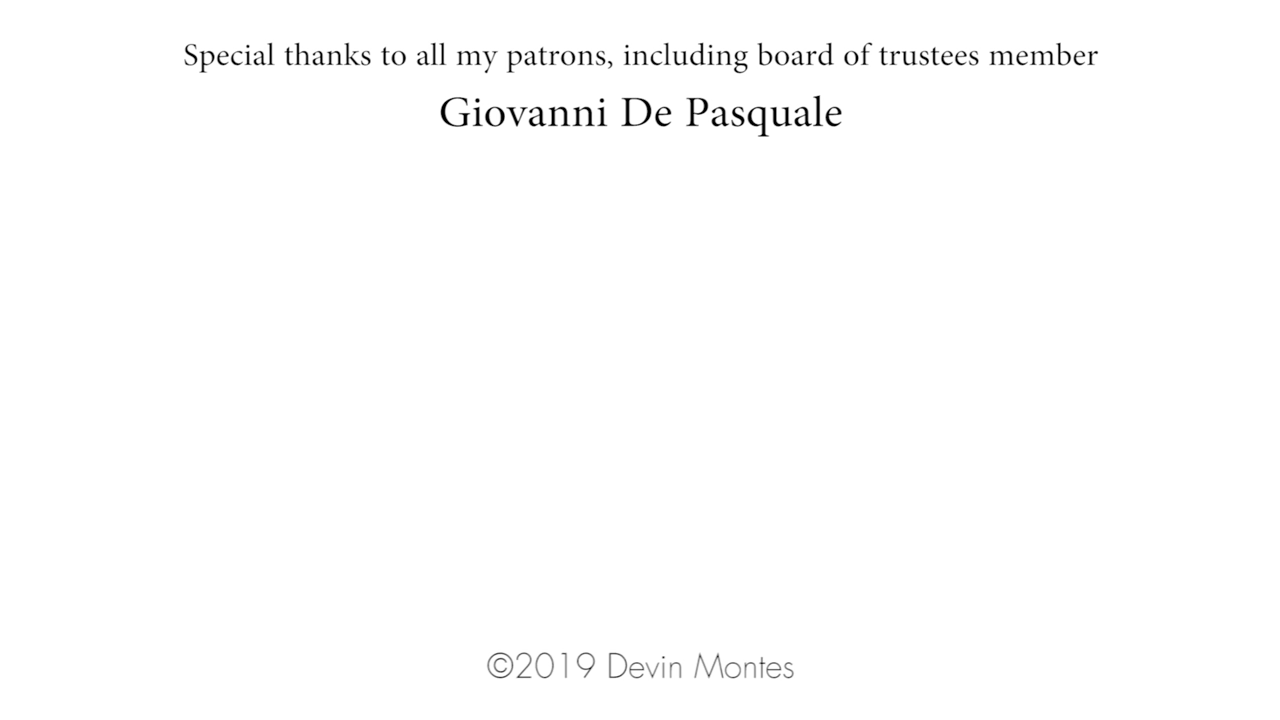 Special thanks to all my patrons, including board of trustees member
Giovanni De Pasquale
©2019 Devin Montes